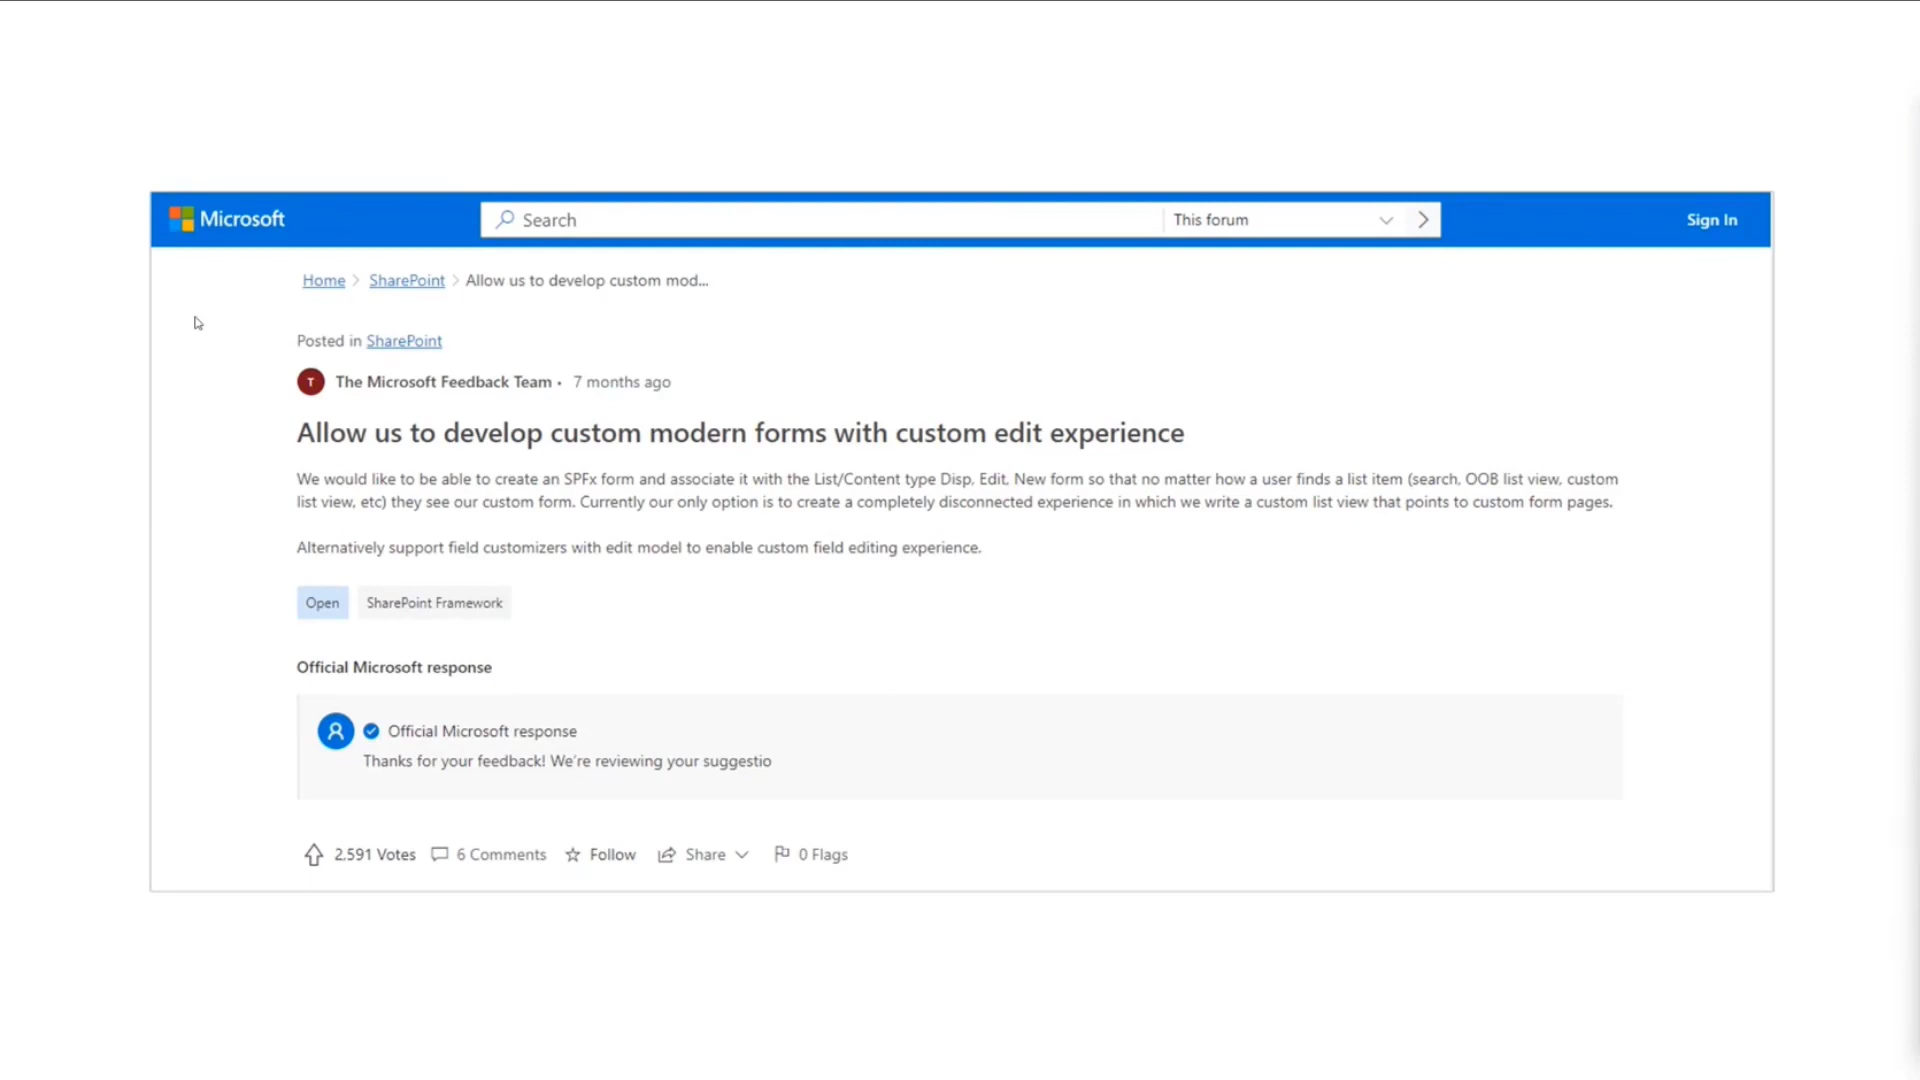 Microsoft
Search
This forum
Sign In
Home > SharePoint > Allow us to develop custom mod...
Posted in SharePoint
T
The Microsoft Feedback Team • 7 months ago
Allow us to develop custom modern forms with custom edit experience
We would like to be able to create an SPFx form and associate it with the List/Content type Disp, Edit, New form so that no matter how a user finds a list item (search, OOB list view, custom
list view, etc) they see our custom form. Currently our only option is to create a completely disconnected experience in which we write a custom list view that points to custom form pages.
Alternatively support field customizers with edit model to enable custom field editing experience.
Open SharePoint Framework
Official Microsoft response
Official Microsoft response
Thanks for your feedback! We're reviewing your suggestio
2,591 Votes 6 Comments Follow Share 0 Flags